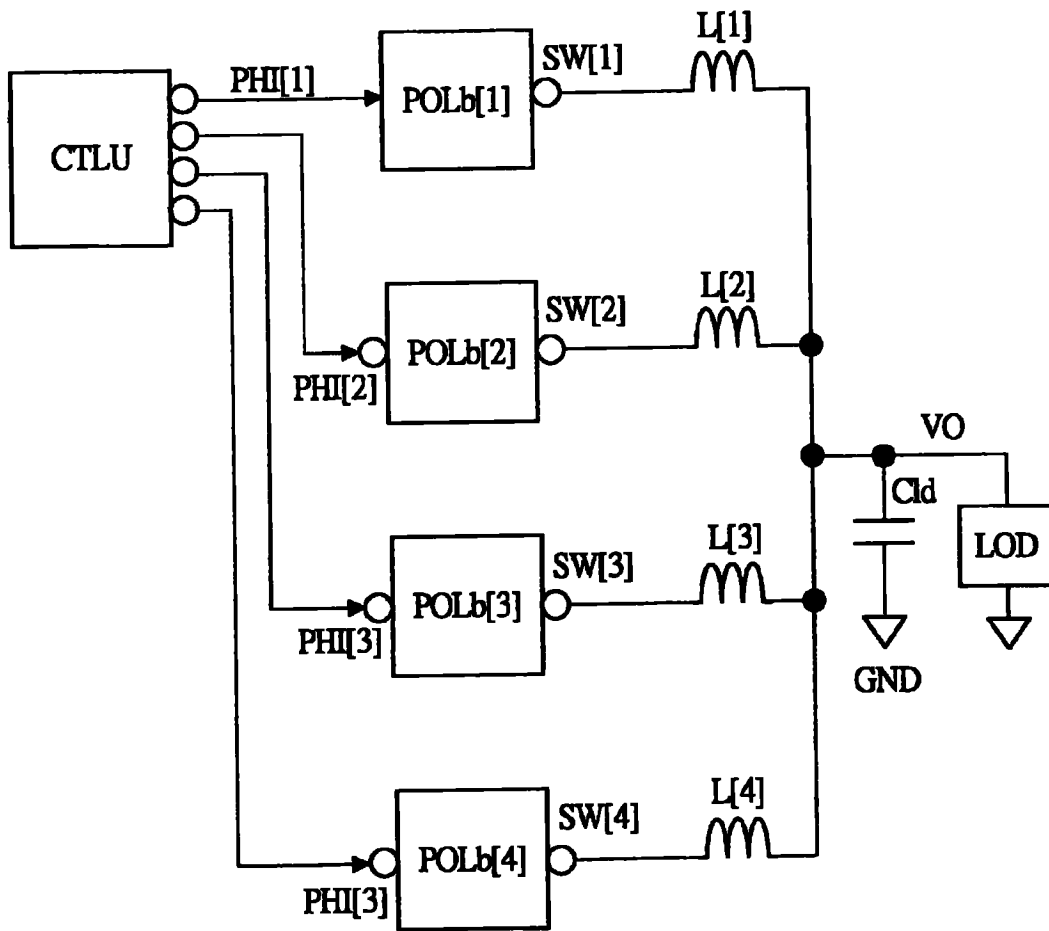 L[1]
PHI[1]
SW[1]
POLb[1]
CTLU
L[2]
SW[2]
POLb[2]
PHI[2]
VO
Cld
L[3]
SW[3]
LOD
POLb[3]
PHI[3]
GND
L[4]
SW[4]
POLb[4]
PHI[3]